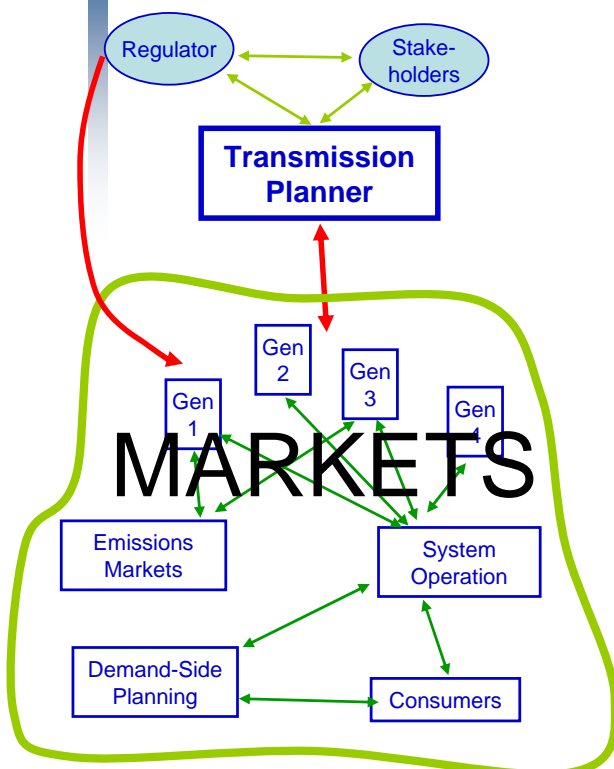 Regulator
Stake-
holders
Transmission
Planner
Gen
2
Gen
3
Gen
1
Gen
4
MARKETS
Emissions
Markets
System
Operation
Demand-Side
Planning
Consumers